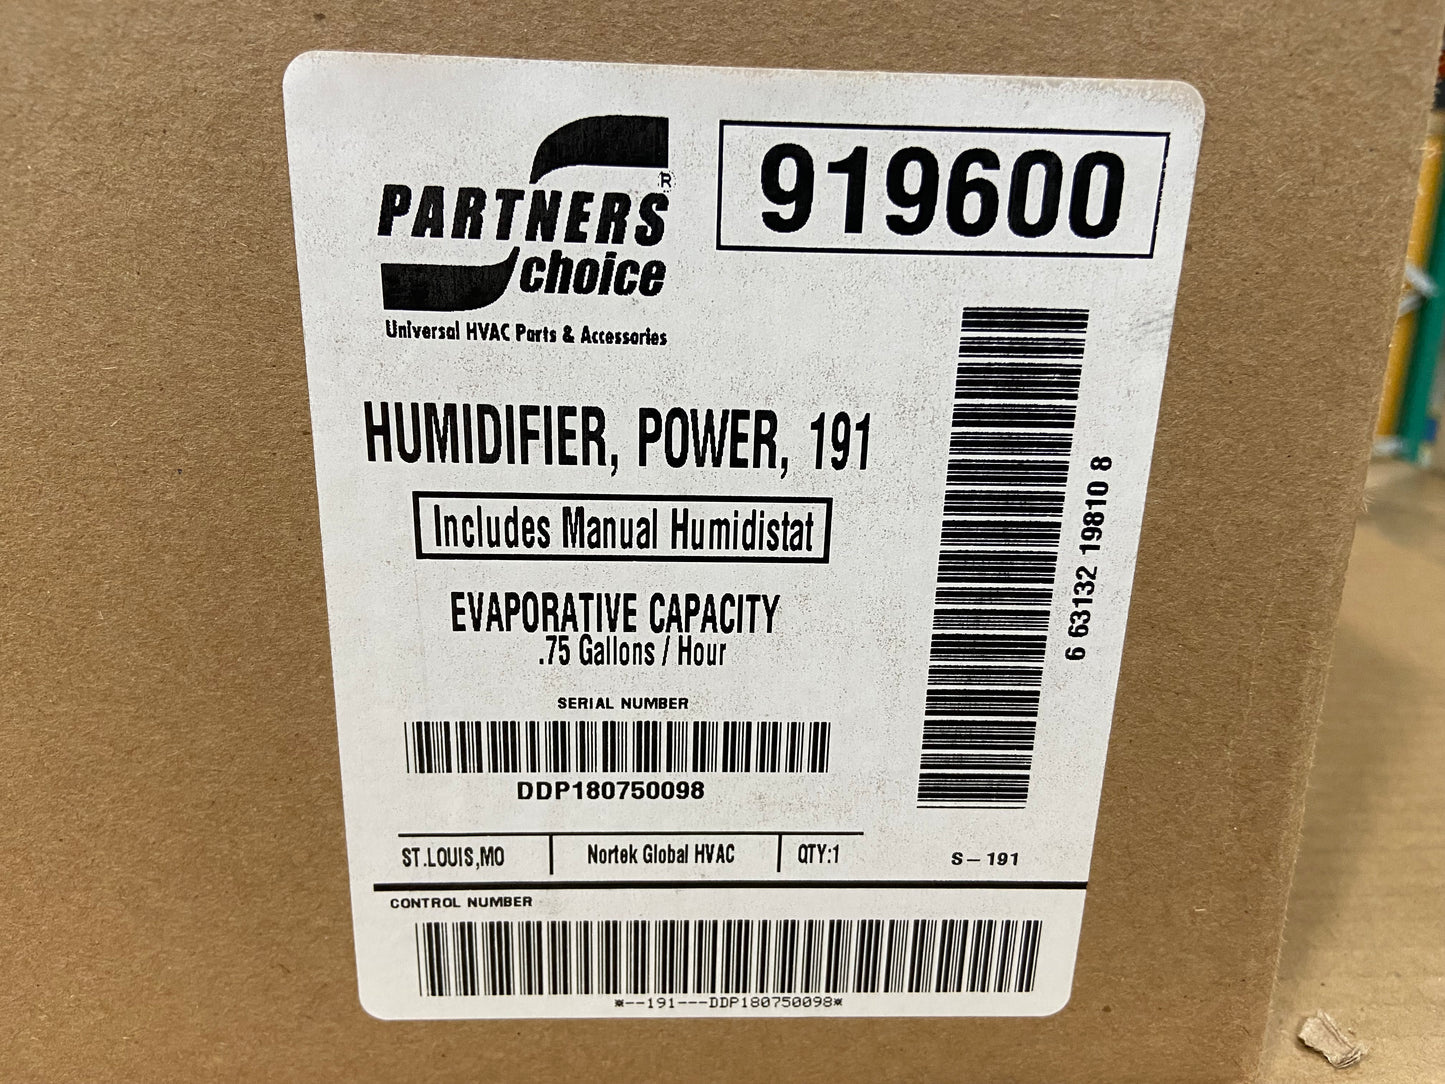 PARTNERS®
choice
Universal HVAC Parts & Accessories
919600
HUMIDIFIER, POWER, 191
Includes Manual Humidistat
EVAPORATIVE CAPACITY
.75 Gallons / Hour
6 63132 19810 8
SERIAL NUMBER
DDP180750098
ST.LOUIS,MO
Nortek Global HVAC
QTY:1
S-191
CONTROL NUMBER
*--191---DDP180750098*